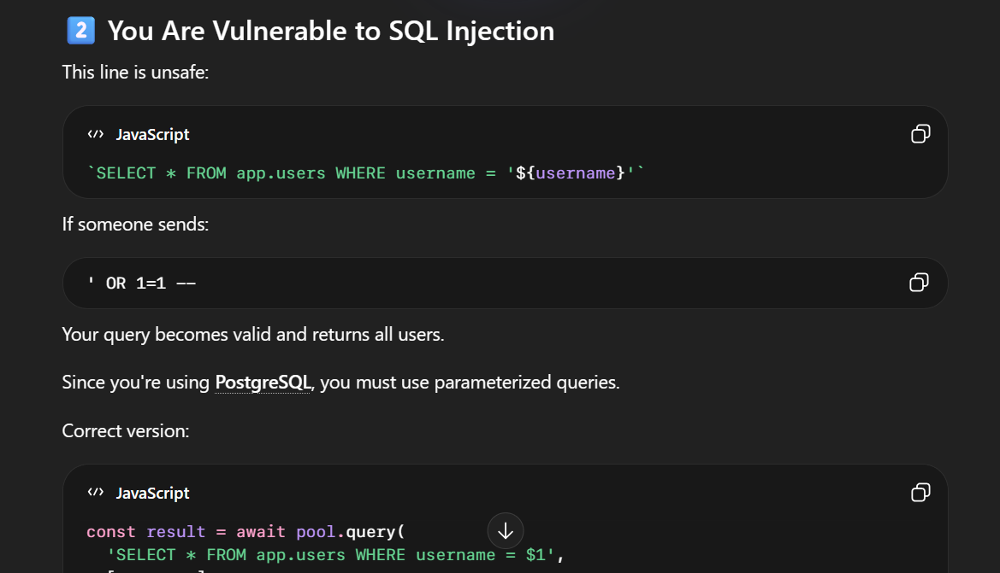 2 You Are Vulnerable to SQL Injection
This line is unsafe:
</> JavaScript
`SELECT * FROM app.users WHERE username = '${username}'`
If someone sends:
' OR 1=1 --
Your query becomes valid and returns all users.
Since you're using PostgreSQL, you must use parameterized queries.
Correct version:
</> JavaScript
const result = await pool.query(
'SELECT * FROM app.users WHERE username = $1',